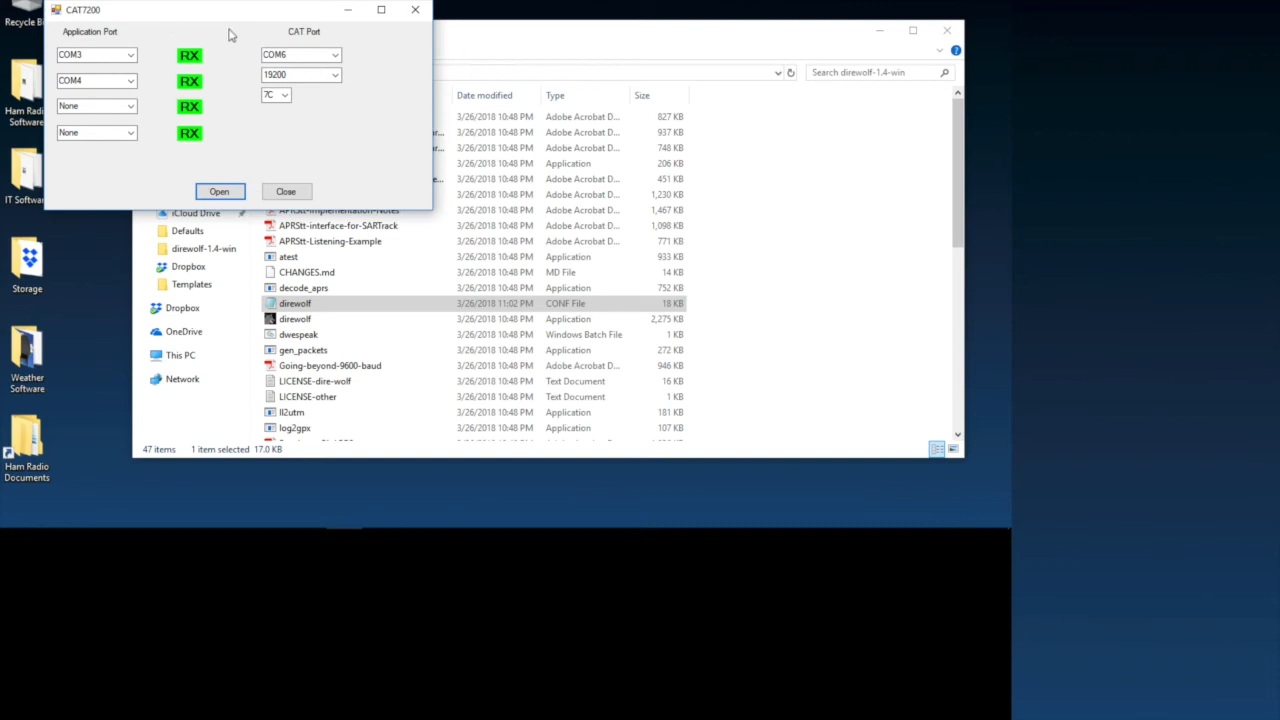 Recycle Bi
Ham Radio
Software
IT Softwar
Storage
Weather
Software
Ham Radio
Documents
CAT7200
Application Port
CAT Port
COM3
RX
COM6
COM4
RX
19200
None
RX
7C
None
RX
Open
Close
Search direwolf-1.4-win
Date modified
Type
Size
3/26/2018 10:48 PM Adobe Acrobat D... 827 KB
ar... 3/26/2018 10:48 PM Adobe Acrobat D... 937 KB
ar... 3/26/2018 10:48 PM Adobe Acrobat D... 748 KB
3/26/2018 10:48 PM Application 206 KB
e... 3/26/2018 10:48 PM Adobe Acrobat D... 451 KB
3/26/2018 10:48 PM Adobe Acrobat D... 1,230 KB
APRStt-Implementation-Notes 3/26/2018 10:48 PM Adobe Acrobat D... 1,467 KB
APRStt-interface-for-SARTrack 3/26/2018 10:48 PM Adobe Acrobat D... 1,098 KB
APRStt-Listening-Example 3/26/2018 10:48 PM Adobe Acrobat D... 771 KB
atest 3/26/2018 10:48 PM Application 933 KB
CHANGES.md 3/26/2018 10:48 PM MD File 14 KB
decode_aprs 3/26/2018 10:48 PM Application 752 KB
direwolf 3/26/2018 11:02 PM CONF File 18 KB
direwolf 3/26/2018 10:48 PM Application 2,275 KB
dwespeak 3/26/2018 10:48 PM Windows Batch File 1 KB
gen_packets 3/26/2018 10:48 PM Application 272 KB
Going-beyond-9600-baud 3/26/2018 10:48 PM Adobe Acrobat D... 946 KB
LICENSE-dire-wolf 3/26/2018 10:48 PM Text Document 16 KB
LICENSE-other 3/26/2018 10:48 PM Text Document 1 KB
ll2utm 3/26/2018 10:48 PM Application 181 KB
log2gpx 3/26/2018 10:48 PM Application 107 KB
iCloud Drive
Defaults
direwolf-1.4-win
Dropbox
Templates
Dropbox
OneDrive
This PC
Network
47 items 1 item selected 17.0 KB